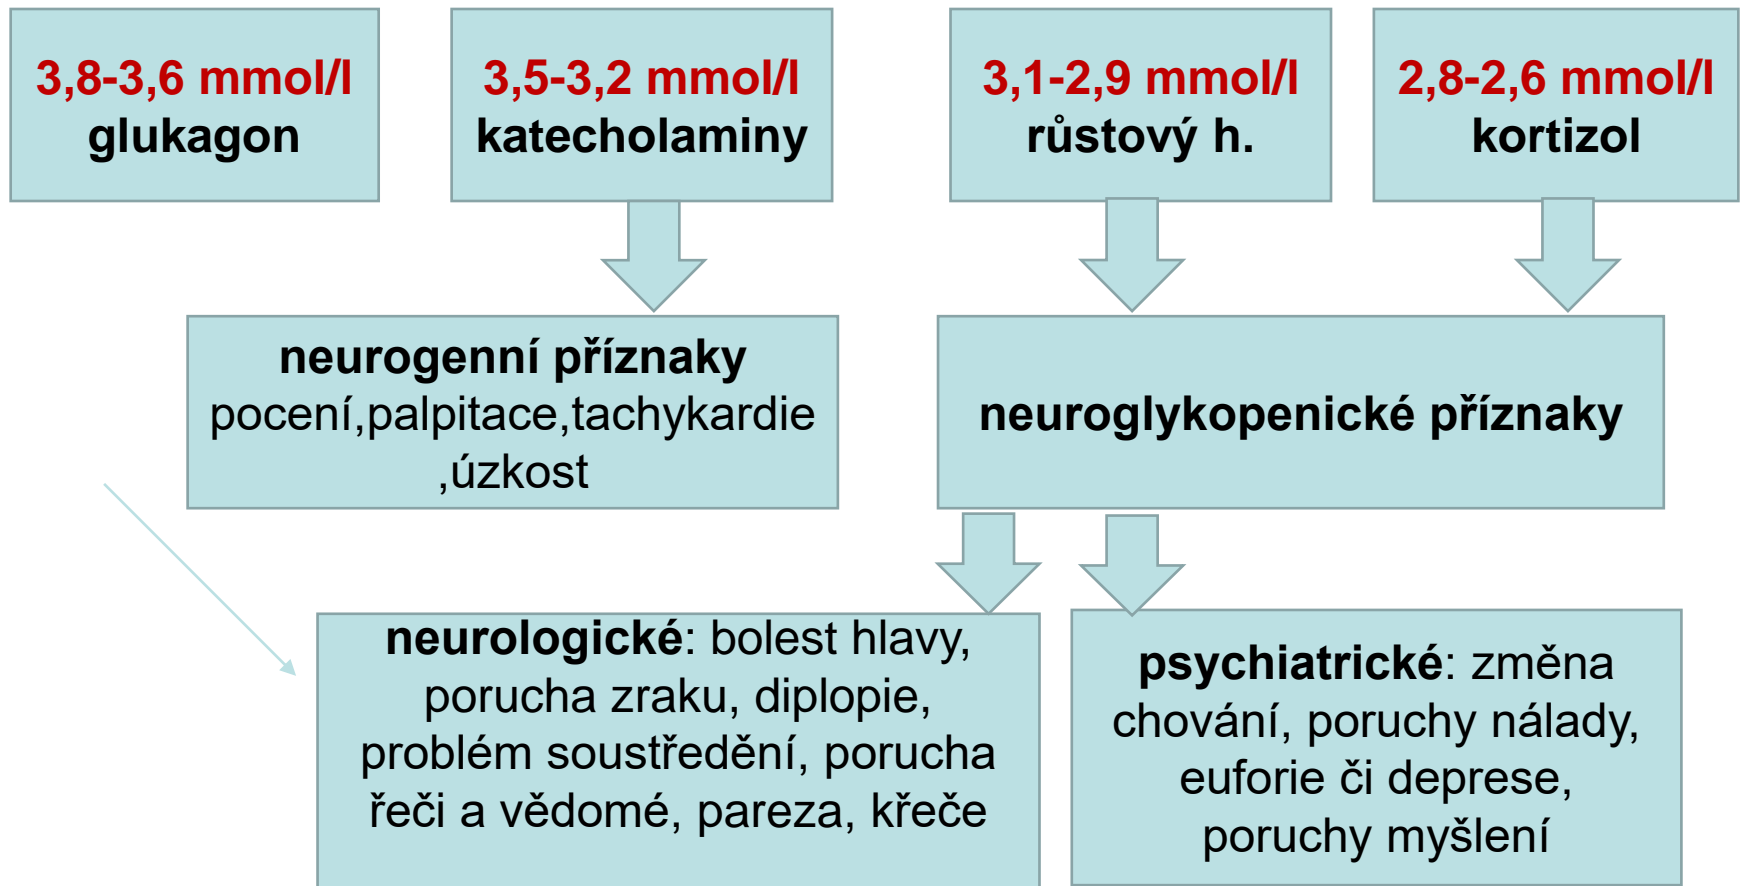 3,8-3,6 mmol/l
glukagon
3,5-3,2 mmol/l
katecholaminy
3,1-2,9 mmol/l
růstový h.
2,8-2,6 mmol/l
kortizol
neurogenní příznaky
pocení,palpitace,tachykardie
,úzkost
neuroglykopenické příznaky
neurologické: bolest hlavy,
porucha zraku, diplopie,
problém soustředění, porucha
řeči a vědomé, pareza, křeče
psychiatrické: změna
chování, poruchy nálady,
euforie či deprese,
poruchy myšlení